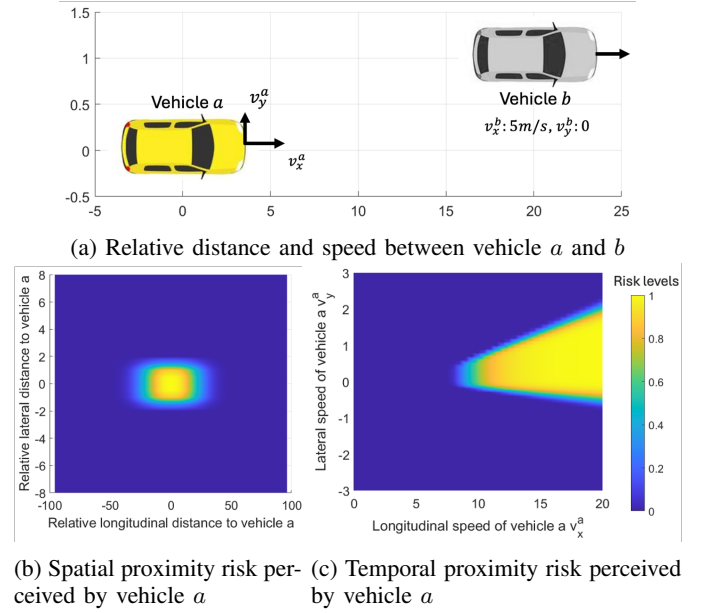 1.5
1
0.5
0
-0.5
-5
0
5
10
15
20
25
Vehicle a
v_y^a
v_x^a
Vehicle b
v_x^b: 5m/s, v_y^b: 0
(a) Relative distance and speed between vehicle a and b
Relative lateral distance to vehicle a
8
6
4
2
0
-2
-4
-6
-8
-100
-50
0
50
100
Relative longitudinal distance to vehicle a
Lateral speed of vehicle a v_y^a
3
2
1
0
-1
-2
-3
0
5
10
15
20
Longitudinal speed of vehicle a v_x^a
Risk levels
1
0.8
0.6
0.4
0.2
0
(b) Spatial proximity risk per-
ceived by vehicle a
(c) Temporal proximity risk perceived
by vehicle a